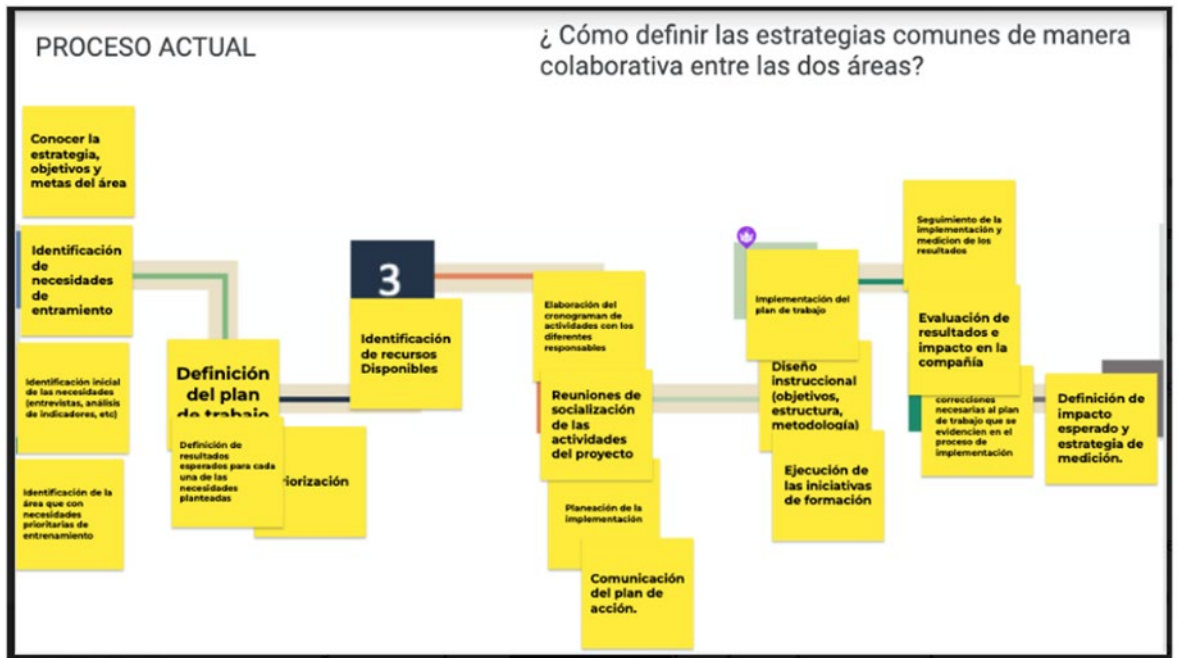 PROCESO ACTUAL
¿ Cómo definir las estrategias comunes de manera
colaborativa entre las dos áreas?
Conocer la
estrategia,
objetivos y
metas del área
Identificación
de
necesidades
de
entramiento
Identificación inicial
de las necesidades
(entrevistas, análisis
de indicadores, etc)
Identificación de la
área que con
necesidades
prioritarias de
entrenamiento
Definición
del plan
de trabajo
Definición de
resultados
esperados para cada
una de las
necesidades
planteadas
iorización
3
Identificación
de recursos
Disponibles
Elaboración del
cronograman de
actividades con los
diferentes
responsables
Reuniones de
socialización
de las
actividades
del proyecto
Planeación de la
implementación
Comunicación
del plan de
acción.
Implementación del
plan de trabajo
Diseño
instruccional
(objetivos,
estructura,
metodología)
Ejecución de
las iniciativas
de formación
Seguimiento de la
implementación y
medicion de los
resultados
Evaluación de
resultados e
impacto en la
compañía
correcciones
necesarias al plan
de trabajo que se
evidencien en el
proceso de
implementación
Definición de
impacto
esperado y
estrategia de
medición.